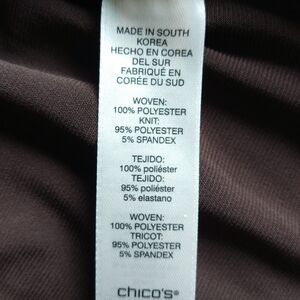 MADE IN SOUTH
KOREA
HECHO EN COREA
DEL SUR
FABRIQUÉ EN
CORÉE DU SUD
WOVEN:
100% POLYESTER
KNIT:
95% POLYESTER
5% SPANDEX
TEJIDO:
100% poliéster
TEJIDO:
95% poliéster
5% elastano
WOVEN:
100% POLYESTER
TRICOT:
95% POLYESTER
5% SPANDEX
chico's®